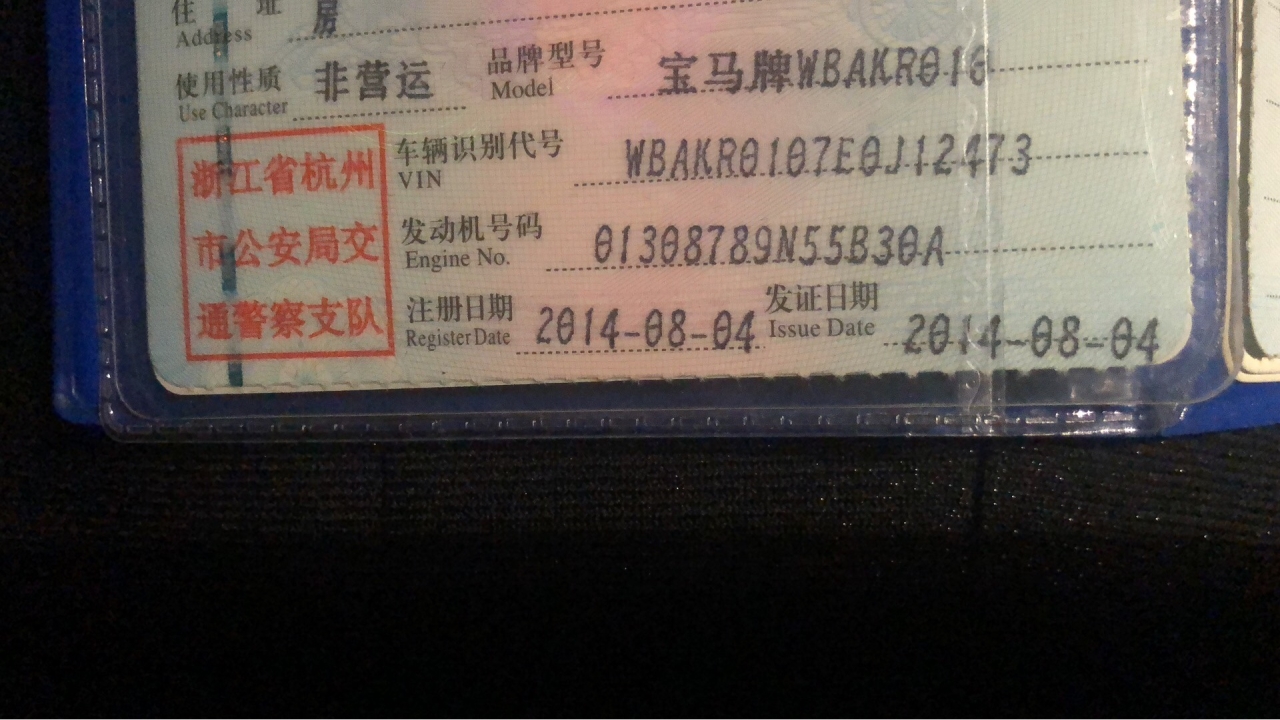 住 址 房
Address
使用性质 非营运 品牌型号 宝马牌WBAKR010
Use Character Model
浙江省杭州
市公安局交
通警察支队
车辆识别代号 WBAKR0107E0J12473
VIN
发动机号码 01308789N55B30A
Engine No.
注册日期 2014-08-04 发证日期 2014-08-04
Register Date Issue Date